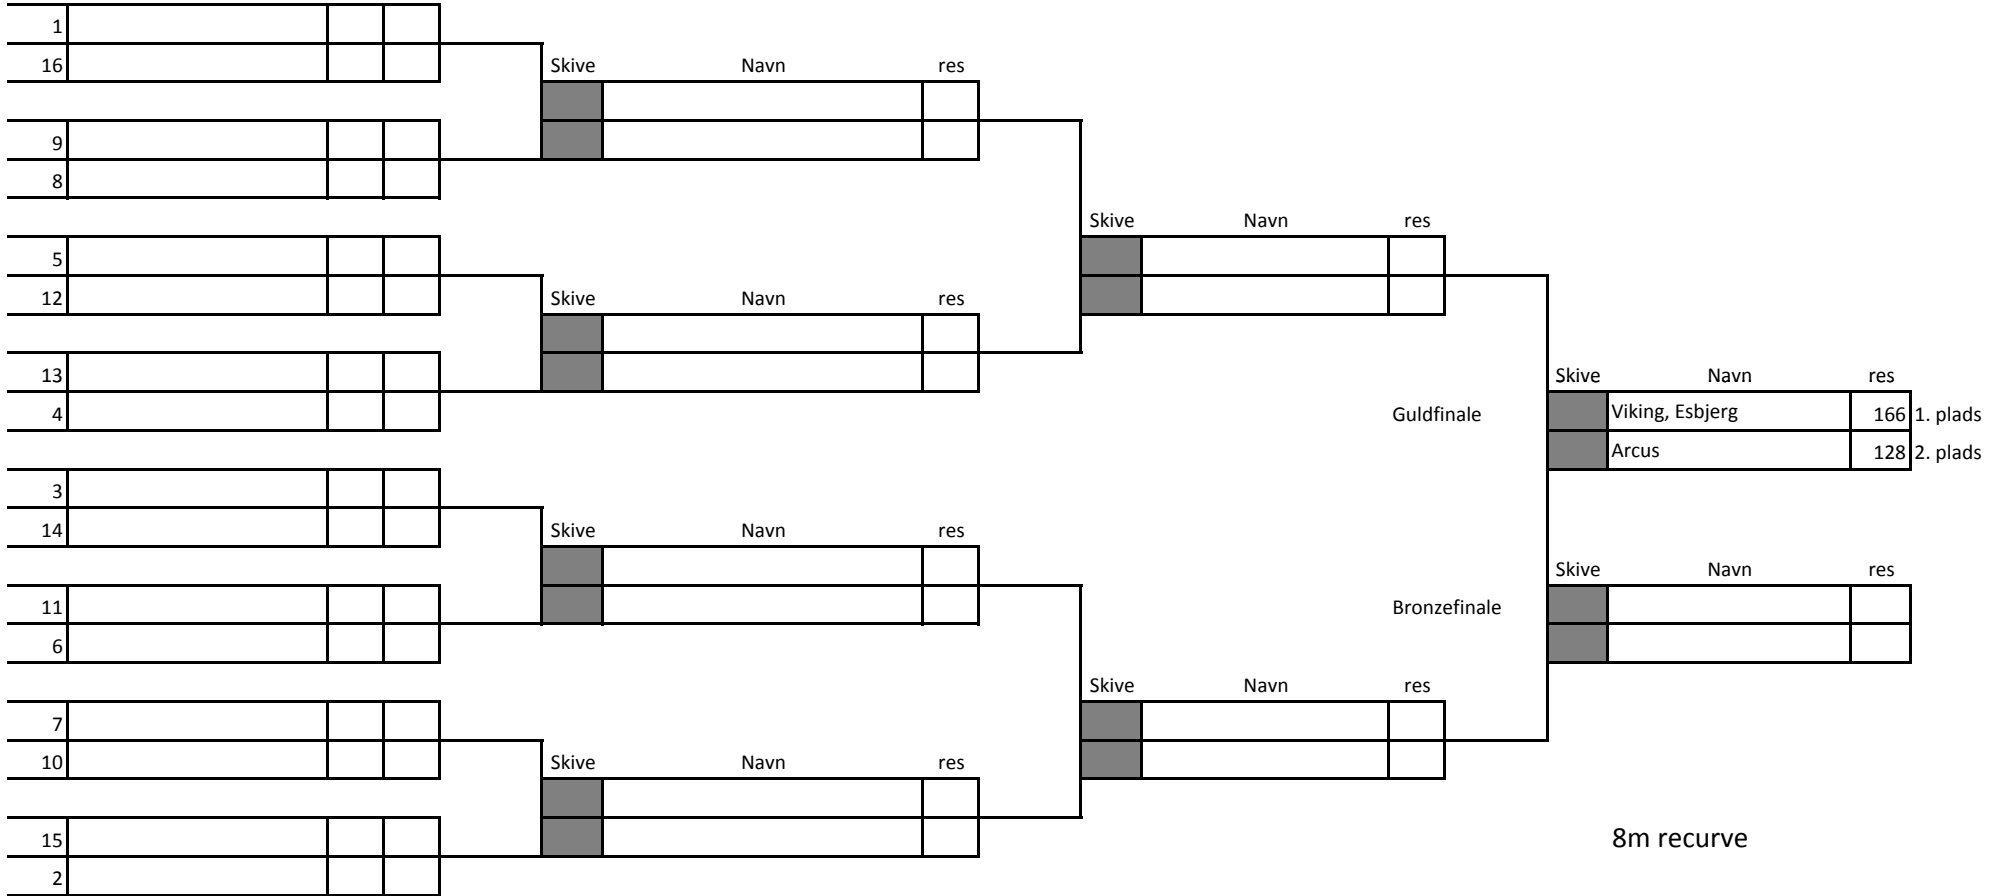 1
16
Skive Navn res
9
8
Skive Navn res
5
12
Skive Navn res
13
Skive Navn res
4
Guldfinale
Viking, Esbjerg 166 1. plads
Arcus 128 2. plads
3
14
Skive Navn res
Skive Navn res
11
Bronzefinale
6
Skive Navn res
7
10
Skive Navn res
15
8m recurve
2